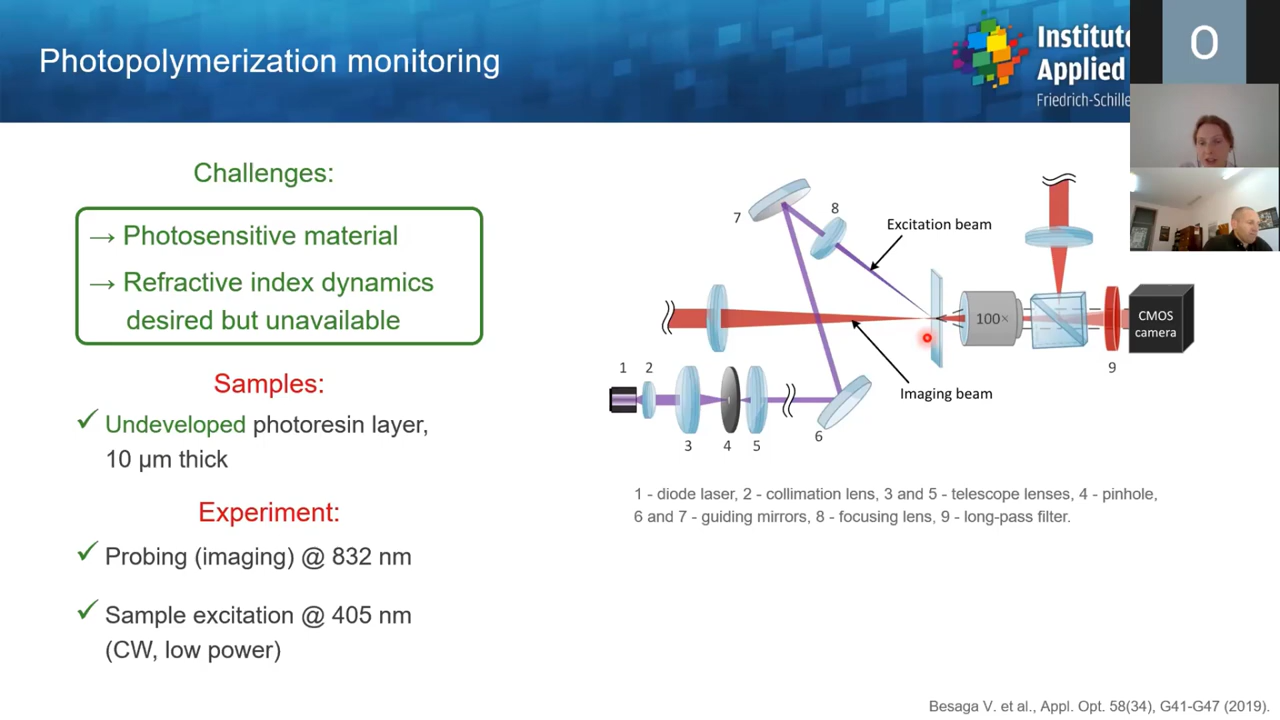 Photopolymerization monitoring
Institute
Applied
Friedrich-Schille
O
Challenges:
→ Photosensitive material
→ Refractive index dynamics
desired but unavailable
Samples:
✓ Undeveloped photoresin layer,
10 µm thick
Experiment:
✓ Probing (imaging) @ 832 nm
✓ Sample excitation @ 405 nm
(CW, low power)
7
8
Excitation beam
100×
CMOS
camera
9
1
2
Imaging beam
3
4
5
6
1 - diode laser, 2 - collimation lens, 3 and 5 - telescope lenses, 4 - pinhole,
6 and 7 - guiding mirrors, 8 - focusing lens, 9 - long-pass filter.
Besaga V. et al., Appl. Opt. 58(34), G41-G47 (2019).